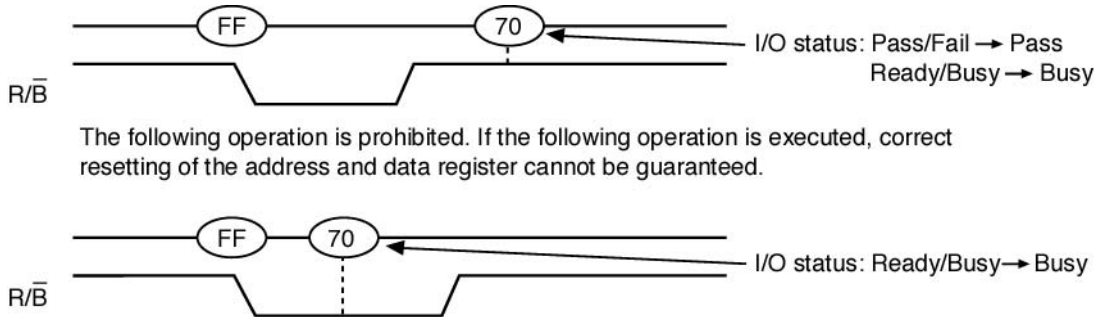 FF 70
I/O status: Pass/Fail → Pass
Ready/Busy → Busy
R/B̅
The following operation is prohibited. If the following operation is executed, correct
resetting of the address and data register cannot be guaranteed.
FF 70
I/O status: Ready/Busy → Busy
R/B̅